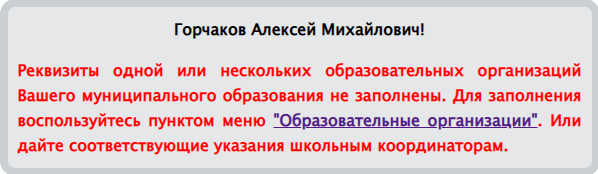 Горчаков Алексей Михайлович!
Реквизиты одной или нескольких образовательных организаций
Вашего муниципального образования не заполнены. Для заполнения
воспользуйтесь пунктом меню "Образовательные организации". Или
дайте соответствующие указания школьным координаторам.